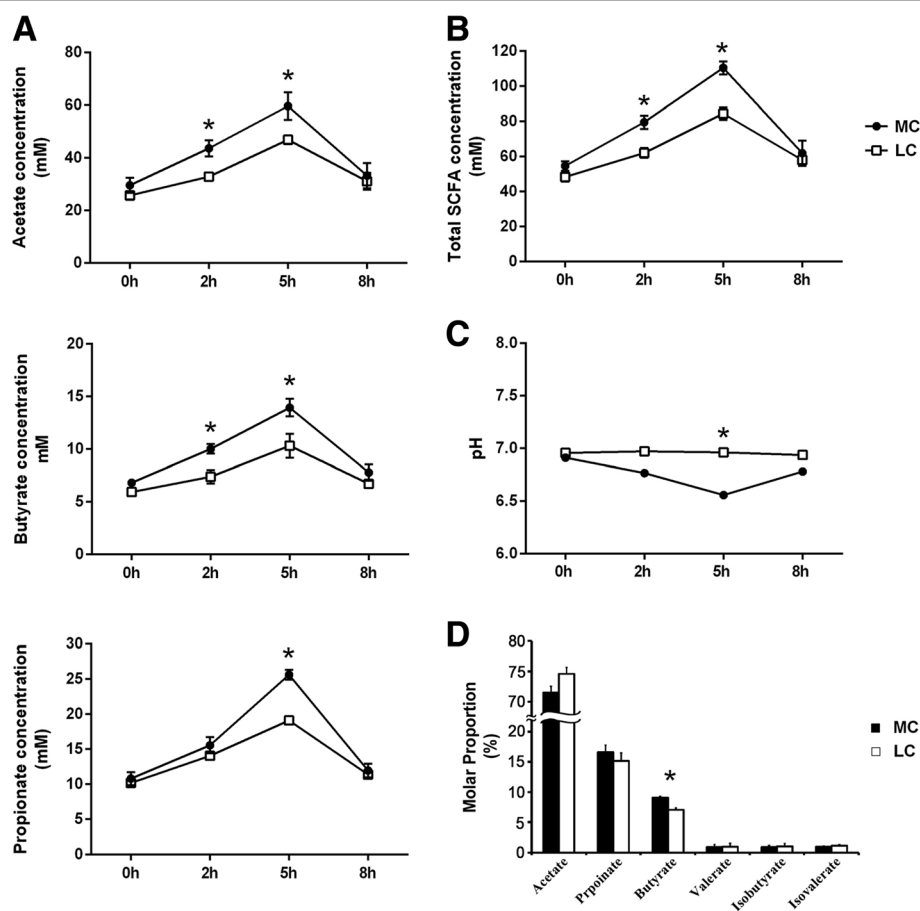 A
Acetate concentration
(mM)
80
60
40
20
0
*
*
0h
2h
5h
8h
Butyrate concentration
mM
20
15
10
5
0
*
*
0h
2h
5h
8h
Propionate concentration
(mM)
30
25
20
15
10
5
0
*
0h
2h
5h
8h
B
Total SCFA concentration
(mM)
120
100
80
60
40
20
0
*
*
0h
2h
5h
8h
MC
LC
C
pH
8.0
7.5
7.0
6.5
6.0
*
0h
2h
5h
8h
D
Molar Proportion
(%)
80
75
70
20
15
10
5
0
*
Acetate
Prpoinate
Butyrate
Valerate
Isobutyrate
Isovalerate
MC
LC